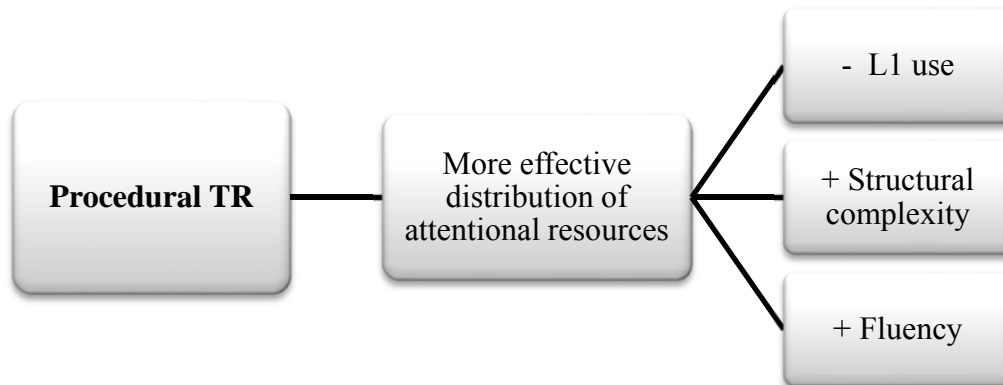 Procedural TR
More effective
distribution of
attentional resources
- L1 use
+ Structural
complexity
+ Fluency